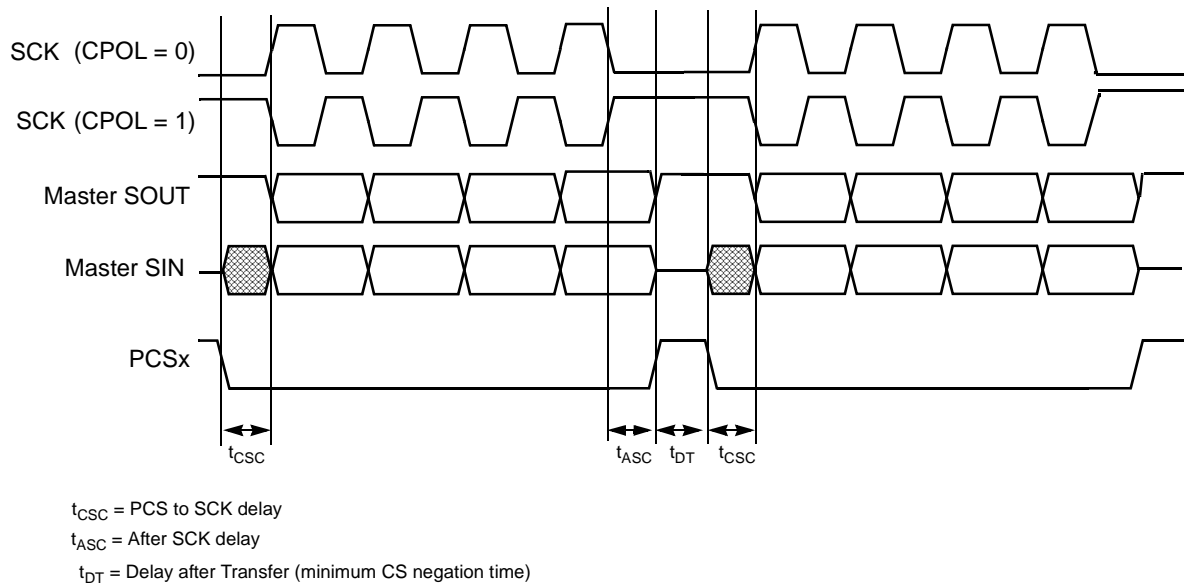 SCK (CPOL = 0)
SCK (CPOL = 1)
Master SOUT
Master SIN
PCSx
tCSC
tASC
tDT
tCSC
tCSC = PCS to SCK delay
tASC = After SCK delay
tDT = Delay after Transfer (minimum CS negation time)